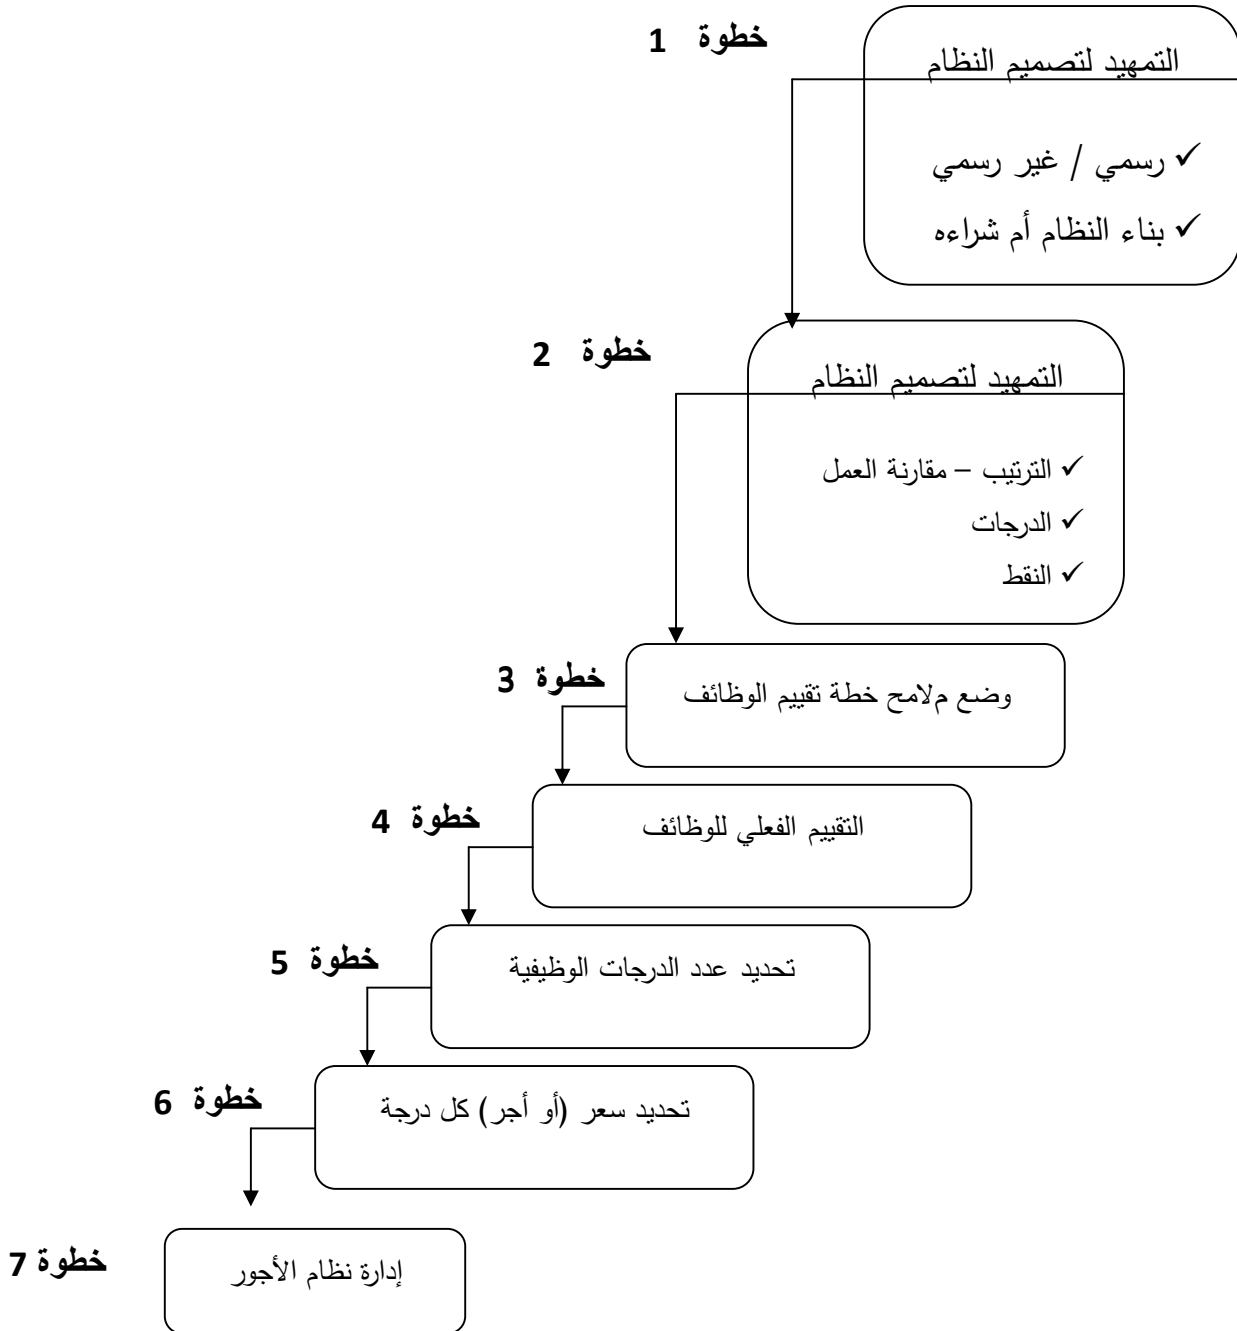 خطوة 1
التمهيد لتصميم النظام
✓ رسمي / غير رسمي
✓ بناء النظام أم شراءه
خطوة 2
التمهيد لتصميم النظام
✓ الترتيب – مقارنة العمل
✓ الدرجات
✓ النقط
خطوة 3
وضع ملامح خطة تقييم الوظائف
خطوة 4
التقييم الفعلي للوظائف
خطوة 5
تحديد عدد الدرجات الوظيفية
خطوة 6
تحديد سعر (أو أجر) كل درجة
خطوة 7
إدارة نظام الأجور